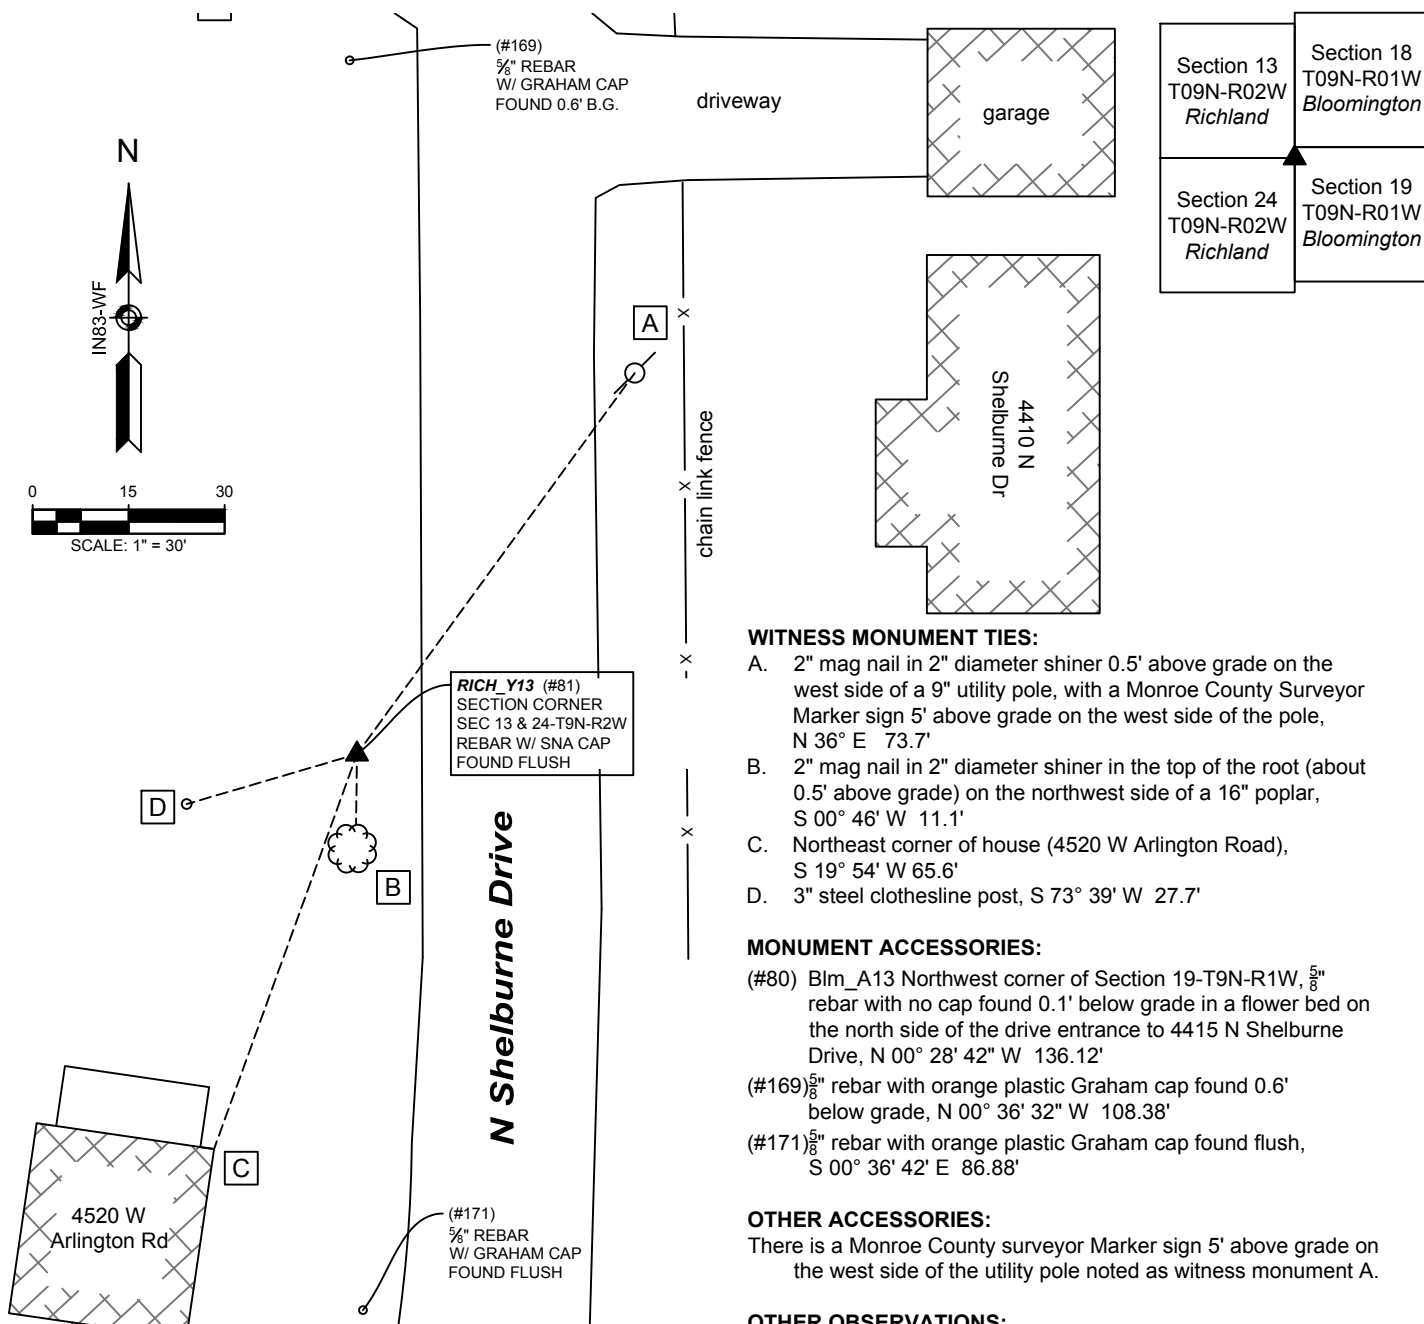 (#169)
⅝" REBAR
W/ GRAHAM CAP
FOUND 0.6' B.G.
driveway
garage
Section 13
T09N-R02W
Richland
Section 18
T09N-R01W
Bloomington
Section 24
T09N-R02W
Richland
Section 19
T09N-R01W
Bloomington
N
IN83-WF
0 15 30
SCALE: 1" = 30'
A
X
X
X
X
chain link fence
4410 N
Shelburne Dr
RICH_Y13 (#81)
SECTION CORNER
SEC 13 & 24-T9N-R2W
REBAR W/ SNA CAP
FOUND FLUSH
D
B
N Shelburne Drive
C
4520 W
Arlington Rd
(#171)
⅝" REBAR
W/ GRAHAM CAP
FOUND FLUSH
WITNESS MONUMENT TIES:
A. 2" mag nail in 2" diameter shiner 0.5' above grade on the
west side of a 9" utility pole, with a Monroe County Surveyor
Marker sign 5' above grade on the west side of the pole,
N 36° E 73.7'
B. 2" mag nail in 2" diameter shiner in the top of the root (about
0.5' above grade) on the northwest side of a 16" poplar,
S 00° 46' W 11.1'
C. Northeast corner of house (4520 W Arlington Road),
S 19° 54' W 65.6'
D. 3" steel clothesline post, S 73° 39' W 27.7'
MONUMENT ACCESSORIES:
(#80) Blm_A13 Northwest corner of Section 19-T9N-R1W, ⅝"
rebar with no cap found 0.1' below grade in a flower bed on
the north side of the drive entrance to 4415 N Shelburne
Drive, N 00° 28' 42" W 136.12'
(#169)⅝" rebar with orange plastic Graham cap found 0.6'
below grade, N 00° 36' 32" W 108.38'
(#171)⅝" rebar with orange plastic Graham cap found flush,
S 00° 36' 42' E 86.88'
OTHER ACCESSORIES:
There is a Monroe County surveyor Marker sign 5' above grade on
the west side of the utility pole noted as witness monument A.
OTHER OBSERVATIONS: